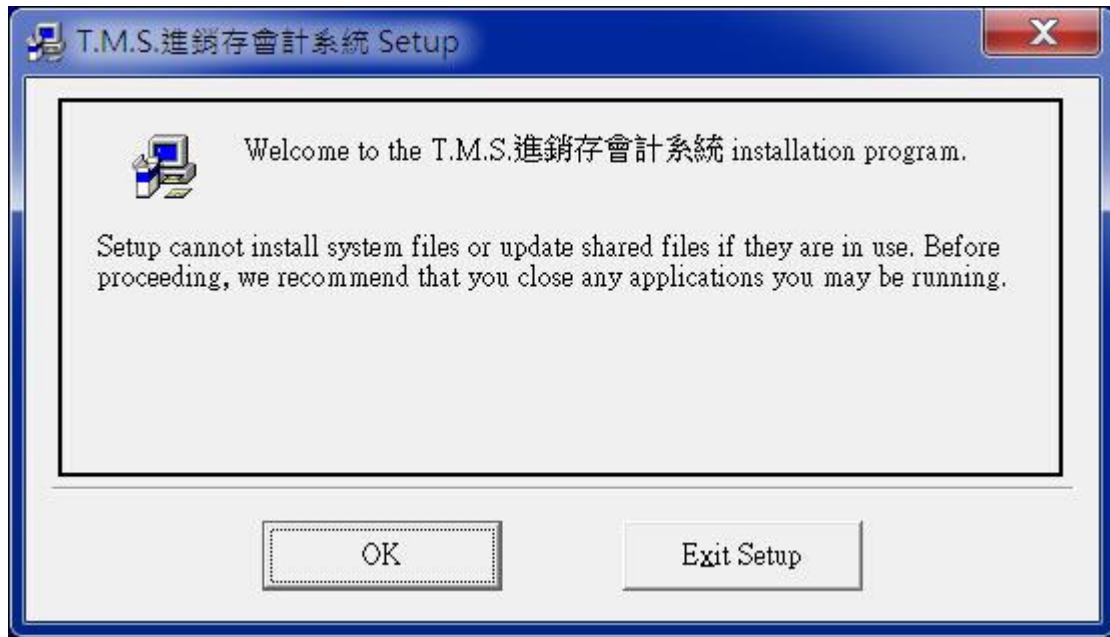 T.M.S.進銷存會計系統 Setup
Welcome to the T.M.S.進銷存會計系統 installation program.
Setup cannot install system files or update shared files if they are in use. Before
proceeding, we recommend that you close any applications you may be running.
OK
Exit Setup